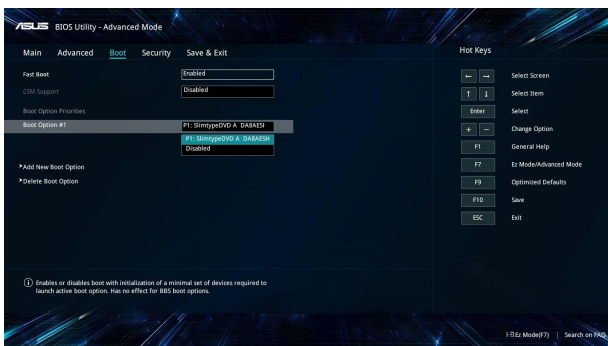 ASUS BIOS Utility - Advanced Mode
Main Advanced Boot Security Save & Exit
Hot Keys
Fast Boot Enabled
CSM Support Disabled
Boot Option Priorities
Boot Option #1 P1: SlimtypeDVD A DA8AESI
P1: SlimtypeDVD A DA8AESH
Disabled
Add New Boot Option
Delete Boot Option
← → Select Screen
↑ ↓ Select Item
Enter Select
+ − Change Option
F1 General Help
F7 Ez Mode/Advanced Mode
F9 Optimized Defaults
F10 Save
ESC Exit
Enables or disables boot with initialization of a minimal set of devices required to
launch active boot option. Has no effect for BBS boot options.
Ez Mode(F7) | Search on FAQ